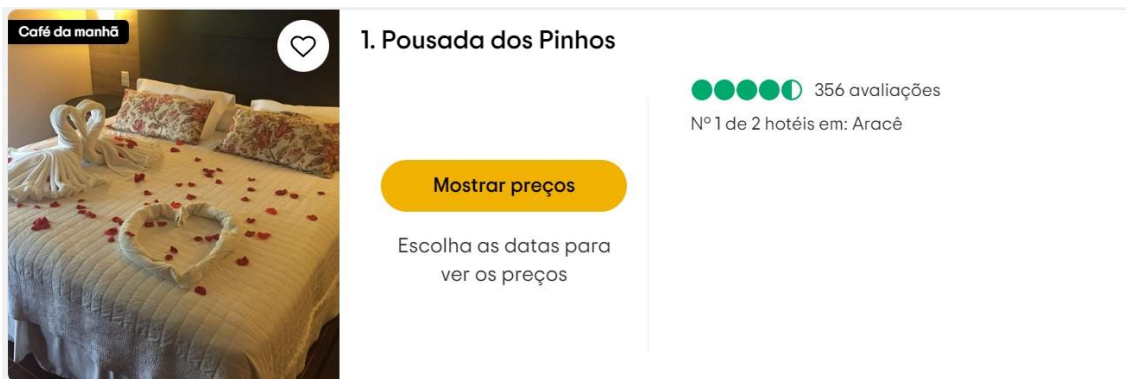 Café da manhã
1. Pousada dos Pinhos
356 avaliações
Nº 1 de 2 hotéis em: Aracê
Mostrar preços
Escolha as datas para
ver os preços